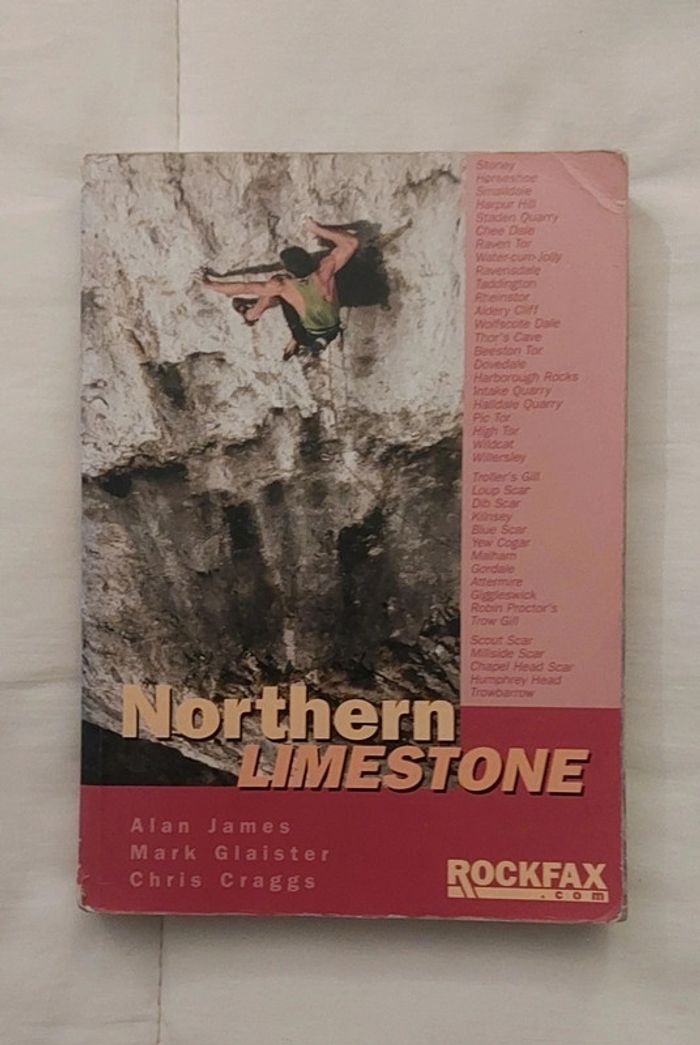 Stoney
Horseshoe
Smalldale
Harpur Hill
Staden Quarry
Chee Dale
Raven Tor
Water-cum-Jolly
Ravensdale
Taddington
Rheinstor
Aldery Cliff
Wolfscote Dale
Thor's Cave
Beeston Tor
Dovedale
Harborough Rocks
Intake Quarry
Halldale Quarry
Pic Tor
High Tor
Wildcat
Willersley
Troller's Gill
Loup Scar
Dib Scar
Kilnsey
Blue Scar
Yew Cogar
Malham
Gordale
Attermire
Giggleswick
Robin Proctor's
Trow Gill
Scout Scar
Millside Scar
Chapel Head Scar
Humphrey Head
Trowbarrow
Northern
LIMESTONE
Alan James
Mark Glaister
Chris Craggs
ROCKFAX
.com